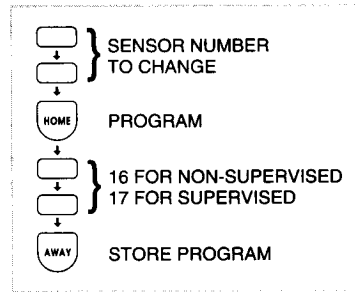 SENSOR NUMBER
TO CHANGE
HOME
PROGRAM
16 FOR NON-SUPERVISED
17 FOR SUPERVISED
AWAY
STORE PROGRAM